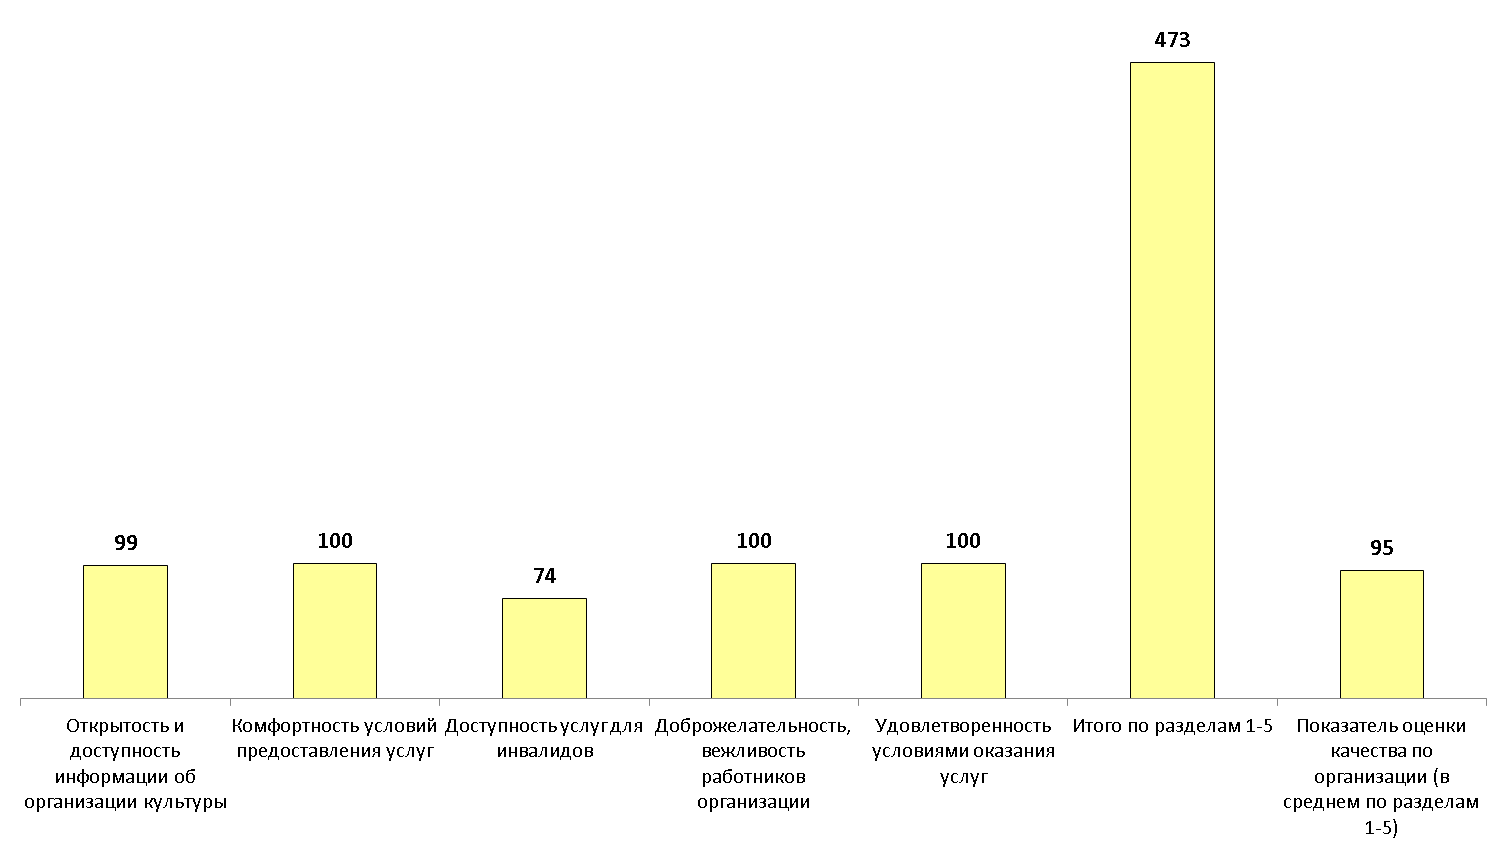 473
99
100
74
100
100
95
Открытость и
доступность
информации об
организации культуры
Комфортность условий
предоставления услуг
Доступность услуг для
инвалидов
Доброжелательность,
вежливость
работников
организации
Удовлетворенность
условиями оказания
услуг
Итого по разделам 1-5
Показатель оценки
качества по
организации (в
среднем по разделам
1-5)